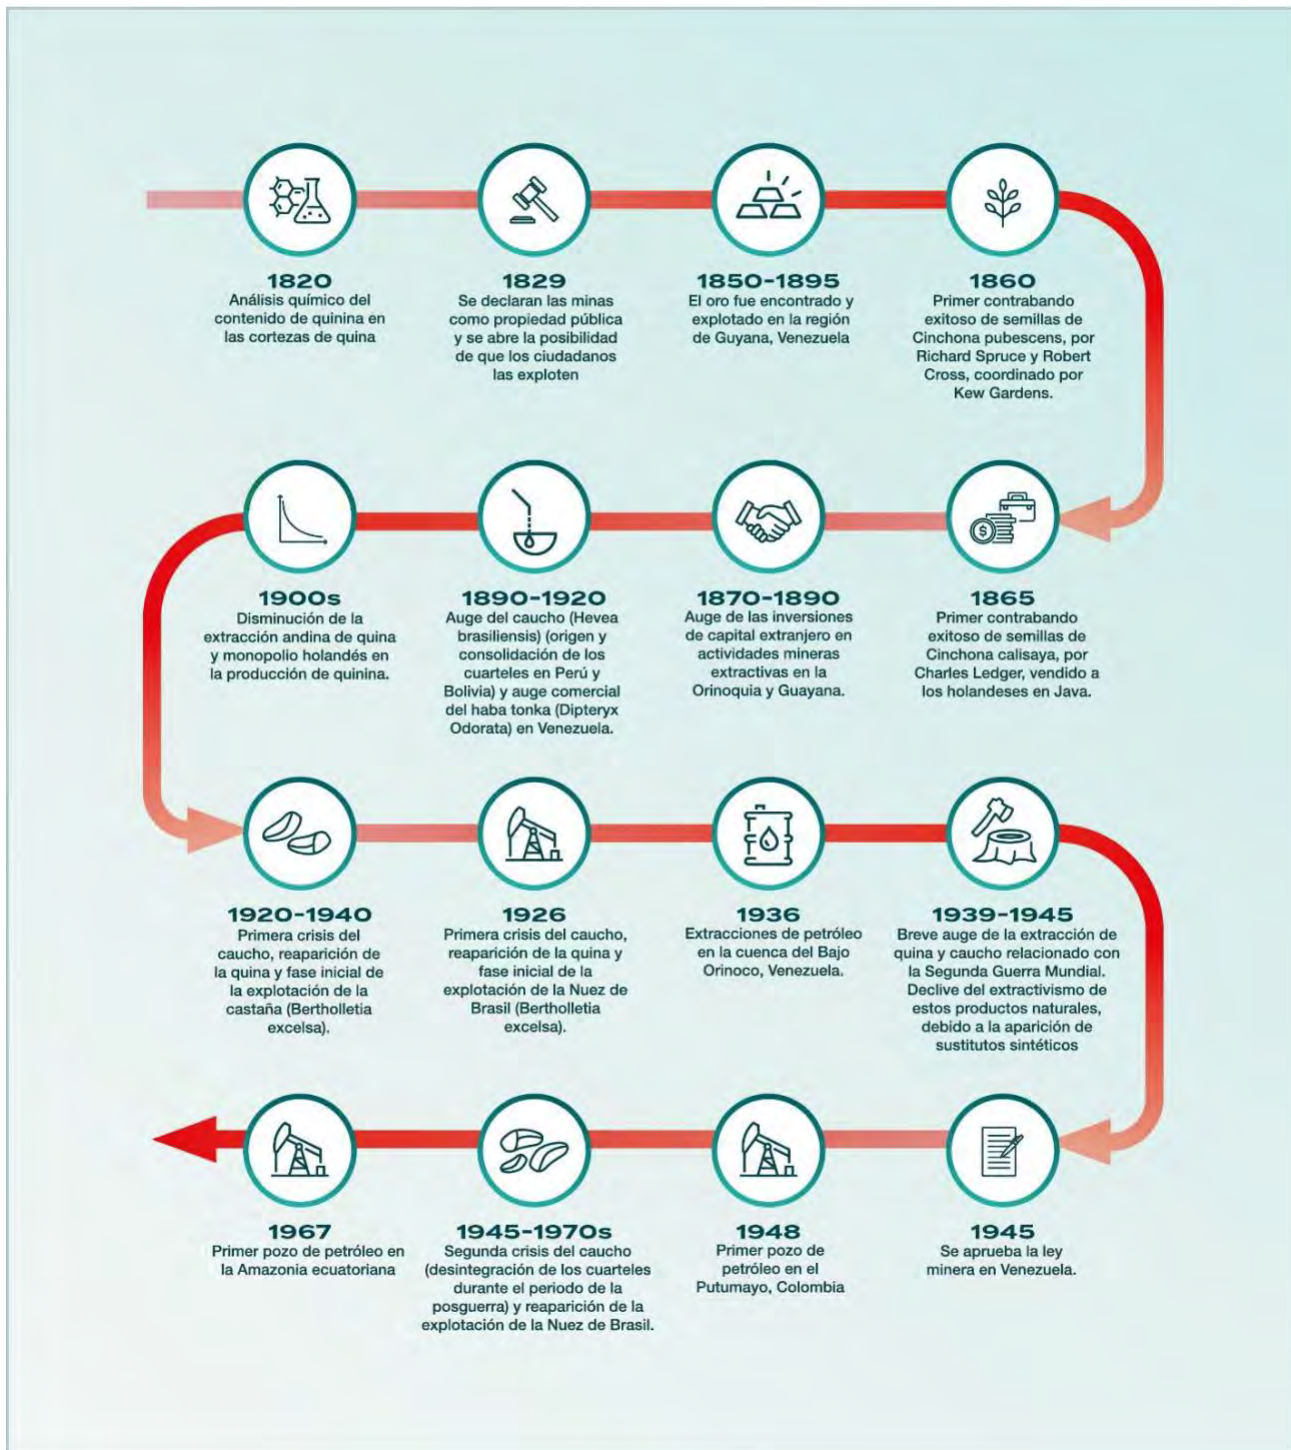 1820
Análisis químico del
contenido de quinina en
las cortezas de quina
1829
Se declaran las minas
como propiedad pública
y se abre la posibilidad
de que los ciudadanos
las exploten
1850-1895
El oro fue encontrado y
explotado en la región
de Guyana, Venezuela
1860
Primer contrabando
exitoso de semillas de
Cinchona pubescens, por
Richard Spruce y Robert
Cross, coordinado por
Kew Gardens.
1865
Primer contrabando
exitoso de semillas de
Cinchona calisaya, por
Charles Ledger, vendido a
los holandeses en Java.
1870-1890
Auge de las inversiones
de capital extranjero en
actividades mineras
extractivas en la
Orinoquia y Guayana.
1890-1920
Auge del caucho (Hevea
brasiliensis) (origen y
consolidación de los
cuarteles en Perú y
Bolivia) y auge comercial
del haba tonka (Dipteryx
Odorata) en Venezuela.
1900s
Disminución de la
extracción andina de quina
y monopolio holandés en
la producción de quinina.
1920-1940
Primera crisis del
caucho, reaparición de
la quina y fase inicial de
la explotación de la
castaña (Bertholletia
excelsa).
1926
Primera crisis del caucho,
reaparición de la quina y
fase inicial de la
explotación de la Nuez de
Brasil (Bertholletia
excelsa).
1936
Extracciones de petróleo
en la cuenca del Bajo
Orinoco, Venezuela.
1939-1945
Breve auge de la extracción de
quina y caucho relacionado con
la Segunda Guerra Mundial.
Declive del extractivismo de
estos productos naturales,
debido a la aparición de
sustitutos sintéticos
1945
Se aprueba la ley
minera en Venezuela.
1948
Primer pozo de
petróleo en el
Putumayo, Colombia
1945-1970s
Segunda crisis del caucho
(desintegración de los cuarteles
durante el periodo de la
posguerra) y reaparición de la
explotación de la Nuez de Brasil.
1967
Primer pozo de petróleo en
la Amazonia ecuatoriana